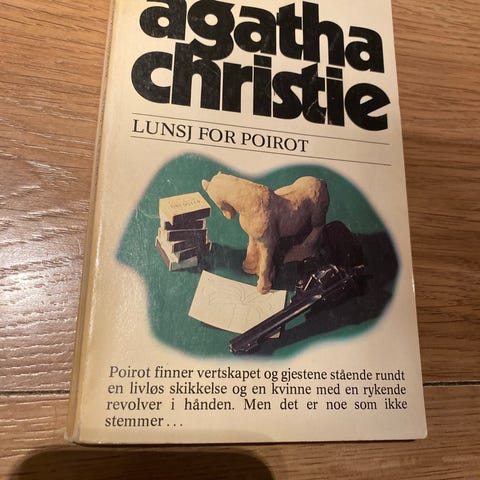 agatha
christie
LUNSJ FOR POIROT
Poirot finner vertskapet og gjestene stående rundt
en livløs skikkelse og en kvinne med en rykende
revolver i hånden. Men det er noe som ikke
stemmer...